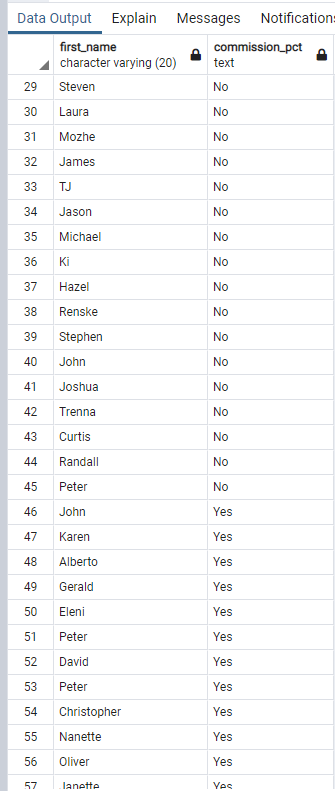 Data Output Explain Messages Notifications
first_name commission_pct
character varying (20) text
29 Steven No
30 Laura No
31 Mozhe No
32 James No
33 TJ No
34 Jason No
35 Michael No
36 Ki No
37 Hazel No
38 Renske No
39 Stephen No
40 John No
41 Joshua No
42 Trenna No
43 Curtis No
44 Randall No
45 Peter No
46 John Yes
47 Karen Yes
48 Alberto Yes
49 Gerald Yes
50 Eleni Yes
51 Peter Yes
52 David Yes
53 Peter Yes
54 Christopher Yes
55 Nanette Yes
56 Oliver Yes
57 Janette Yes